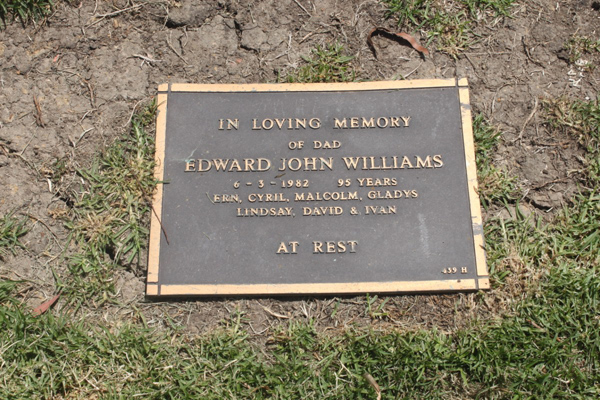 IN LOVING MEMORY
OF DAD
EDWARD JOHN WILLIAMS
6 - 3 - 1982 95 YEARS
ERN, CYRIL, MALCOLM, GLADYS
LINDSAY, DAVID & IVAN
AT REST
459 H